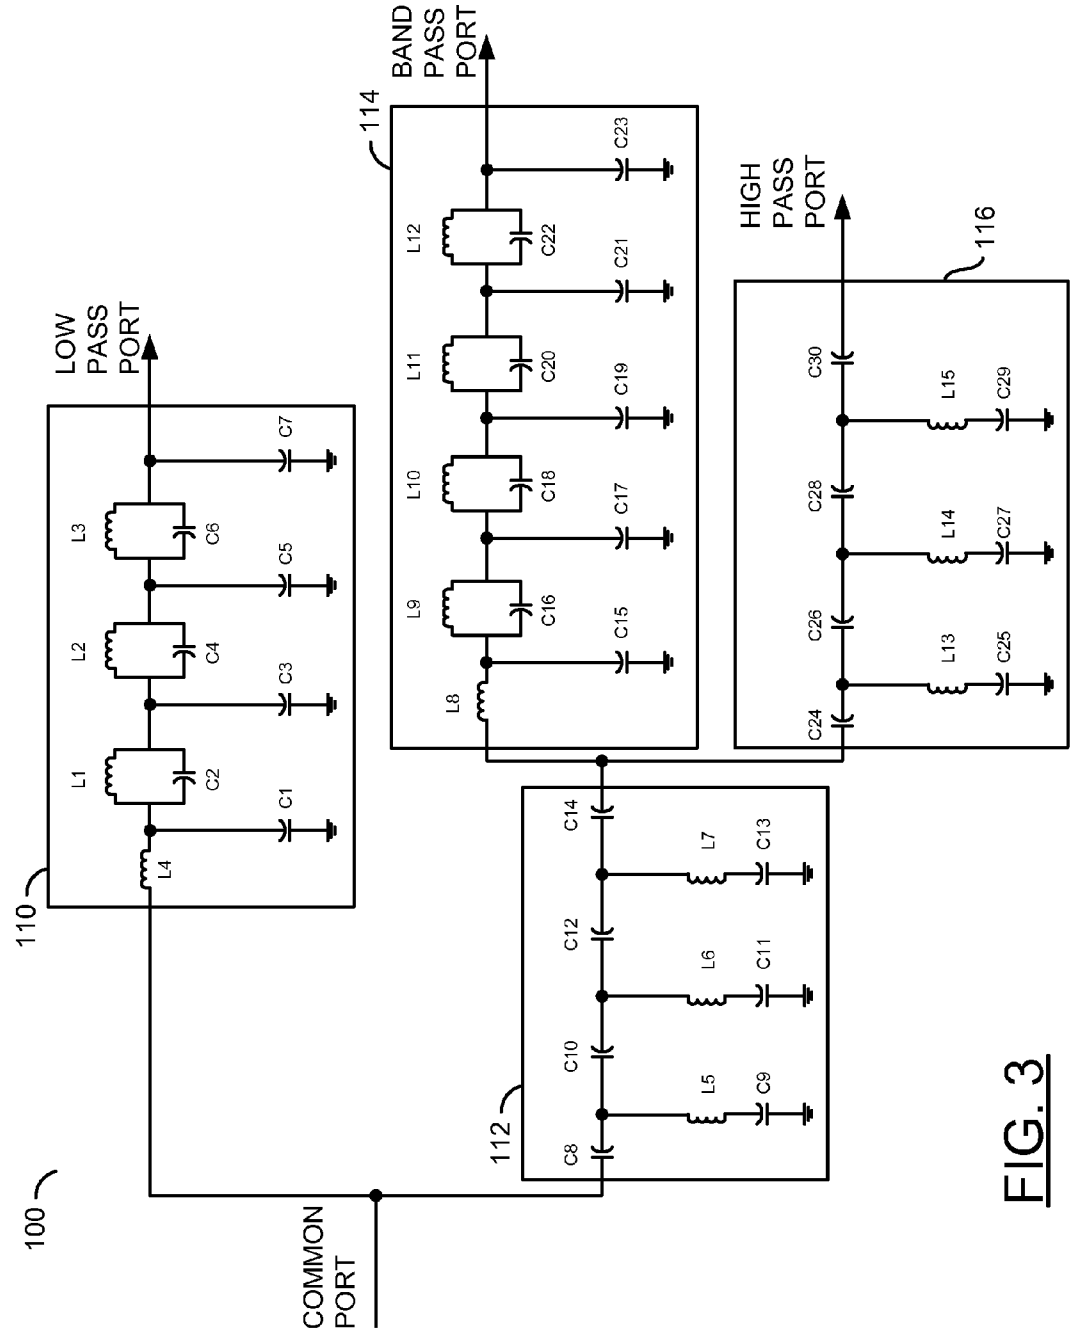 100
COMMON
PORT
110
L4
C1
L1
C2
C3
L2
C4
C5
L3
C6
C7
LOW
PASS
PORT
112
C8
L5
C9
C10
L6
C11
C12
L7
C13
C14
114
L8
C15
L9
C16
C17
L10
C18
C19
L11
C20
C21
L12
C22
C23
BAND
PASS
PORT
116
C24
L13
C25
C26
L14
C27
C28
L15
C29
C30
HIGH
PASS
PORT
FIG. 3